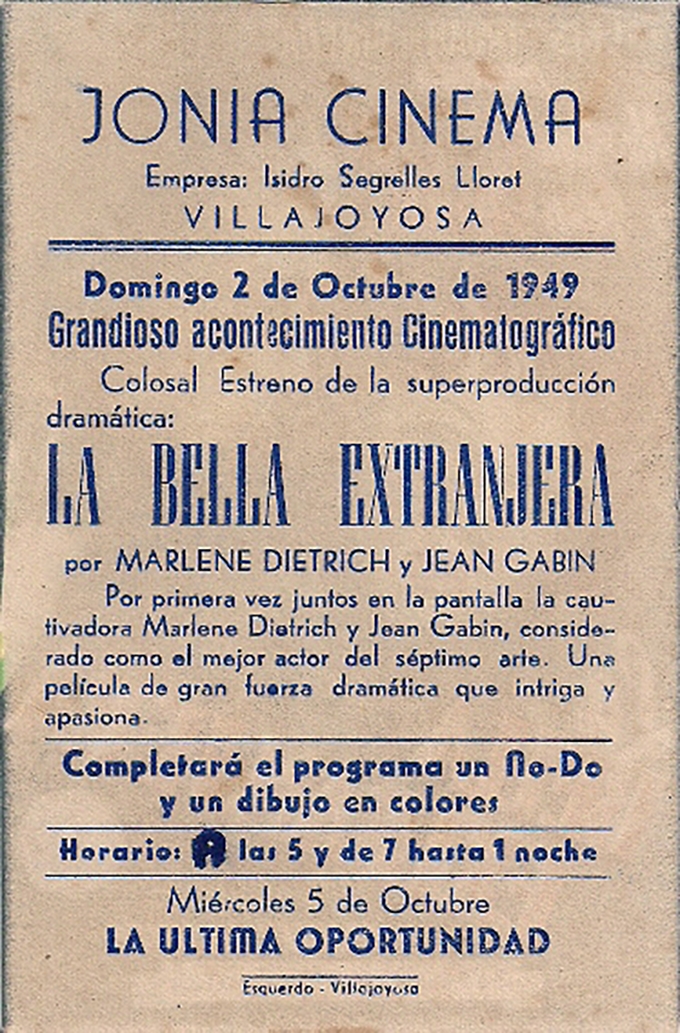 JONIA CINEMA
Empresa: Isidro Segrelles Lloret
VILLAJOYOSA
Domingo 2 de Octubre de 1949
Grandioso acontecimiento Cinematográfico
Colosal Estreno de la superproducción
dramática:
LA BELLA EXTRANJERA
por MARLENE DIETRICH y JEAN GABIN
Por primera vez juntos en la pantalla la cau-
tivadora Marlene Dietrich y Jean Gabin, conside-
rado como el mejor actor del séptimo arte. Una
película de gran fuerza dramática que intriga y
apasiona.
Completará el programa un No-Do
y un dibujo en colores
Horario: A las 5 y de 7 hasta 1 noche
Miércoles 5 de Octubre
LA ULTIMA OPORTUNIDAD
Esquerdo - Villajoyosa